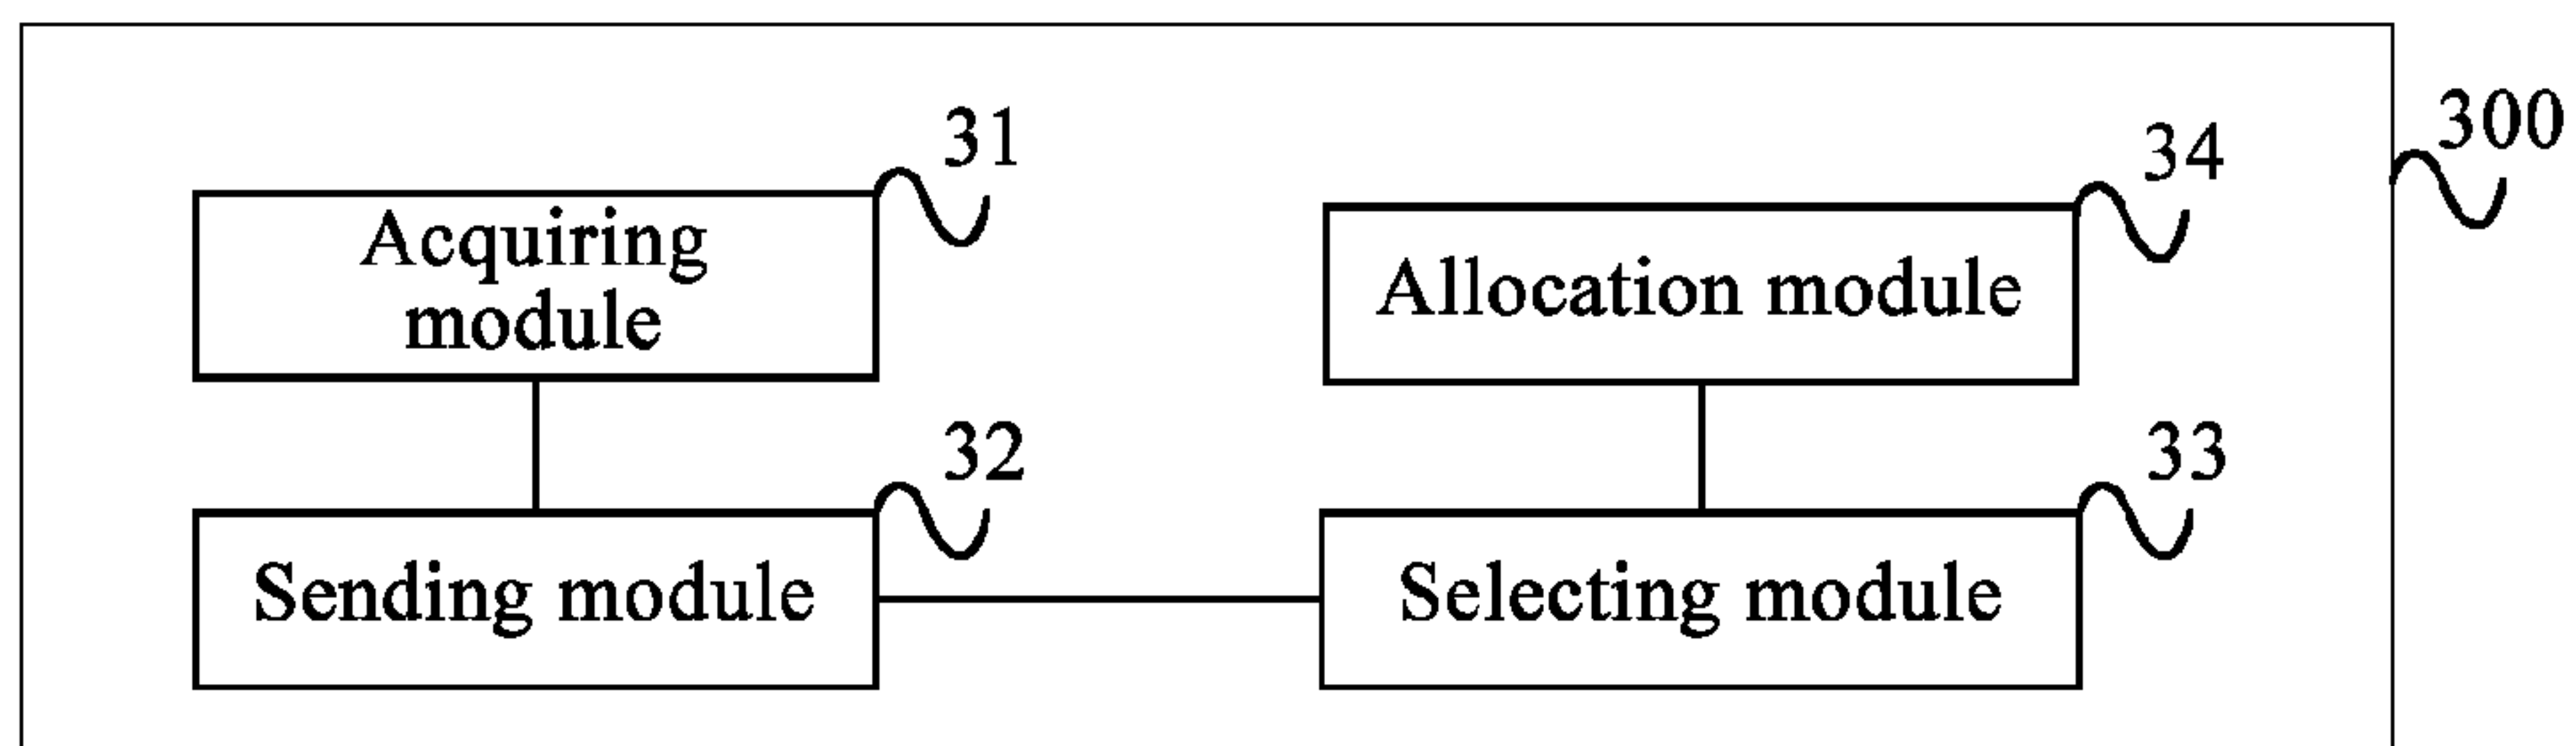 300
31
34
Acquiring
module
Allocation module
32
33
Sending module
Selecting module